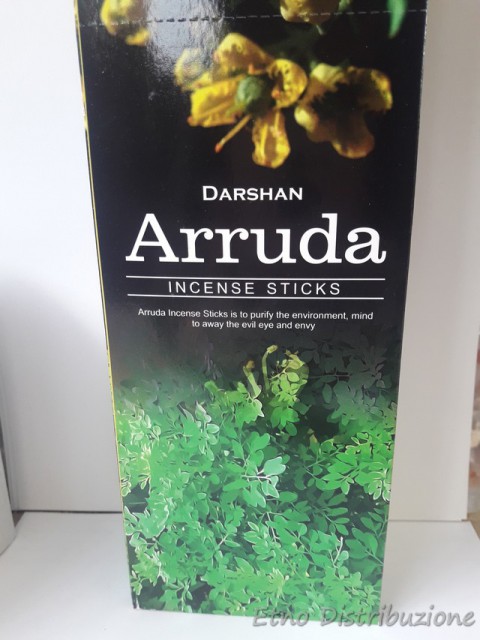 DARSHAN
Arruda
INCENSE STICKS
Arruda Incense Sticks is to purify the environment, mind
to away the evil eye and envy
Etno Distribuzione